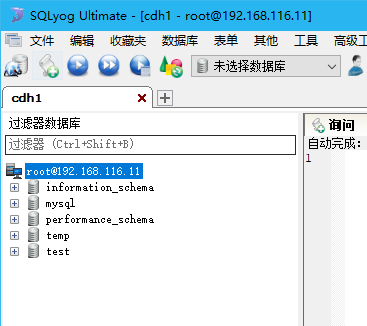 SQLyog Ultimate - [cdh1 - root@192.168.116.11]
文件 编辑 收藏夹 数据库 表单 其他 工具 高级工
未选择数据库
cdh1
过滤器数据库
过滤器 (Ctrl+Shift+B)
root@192.168.116.11
information_schema
mysql
performance_schema
temp
test
询问
自动完成：
1